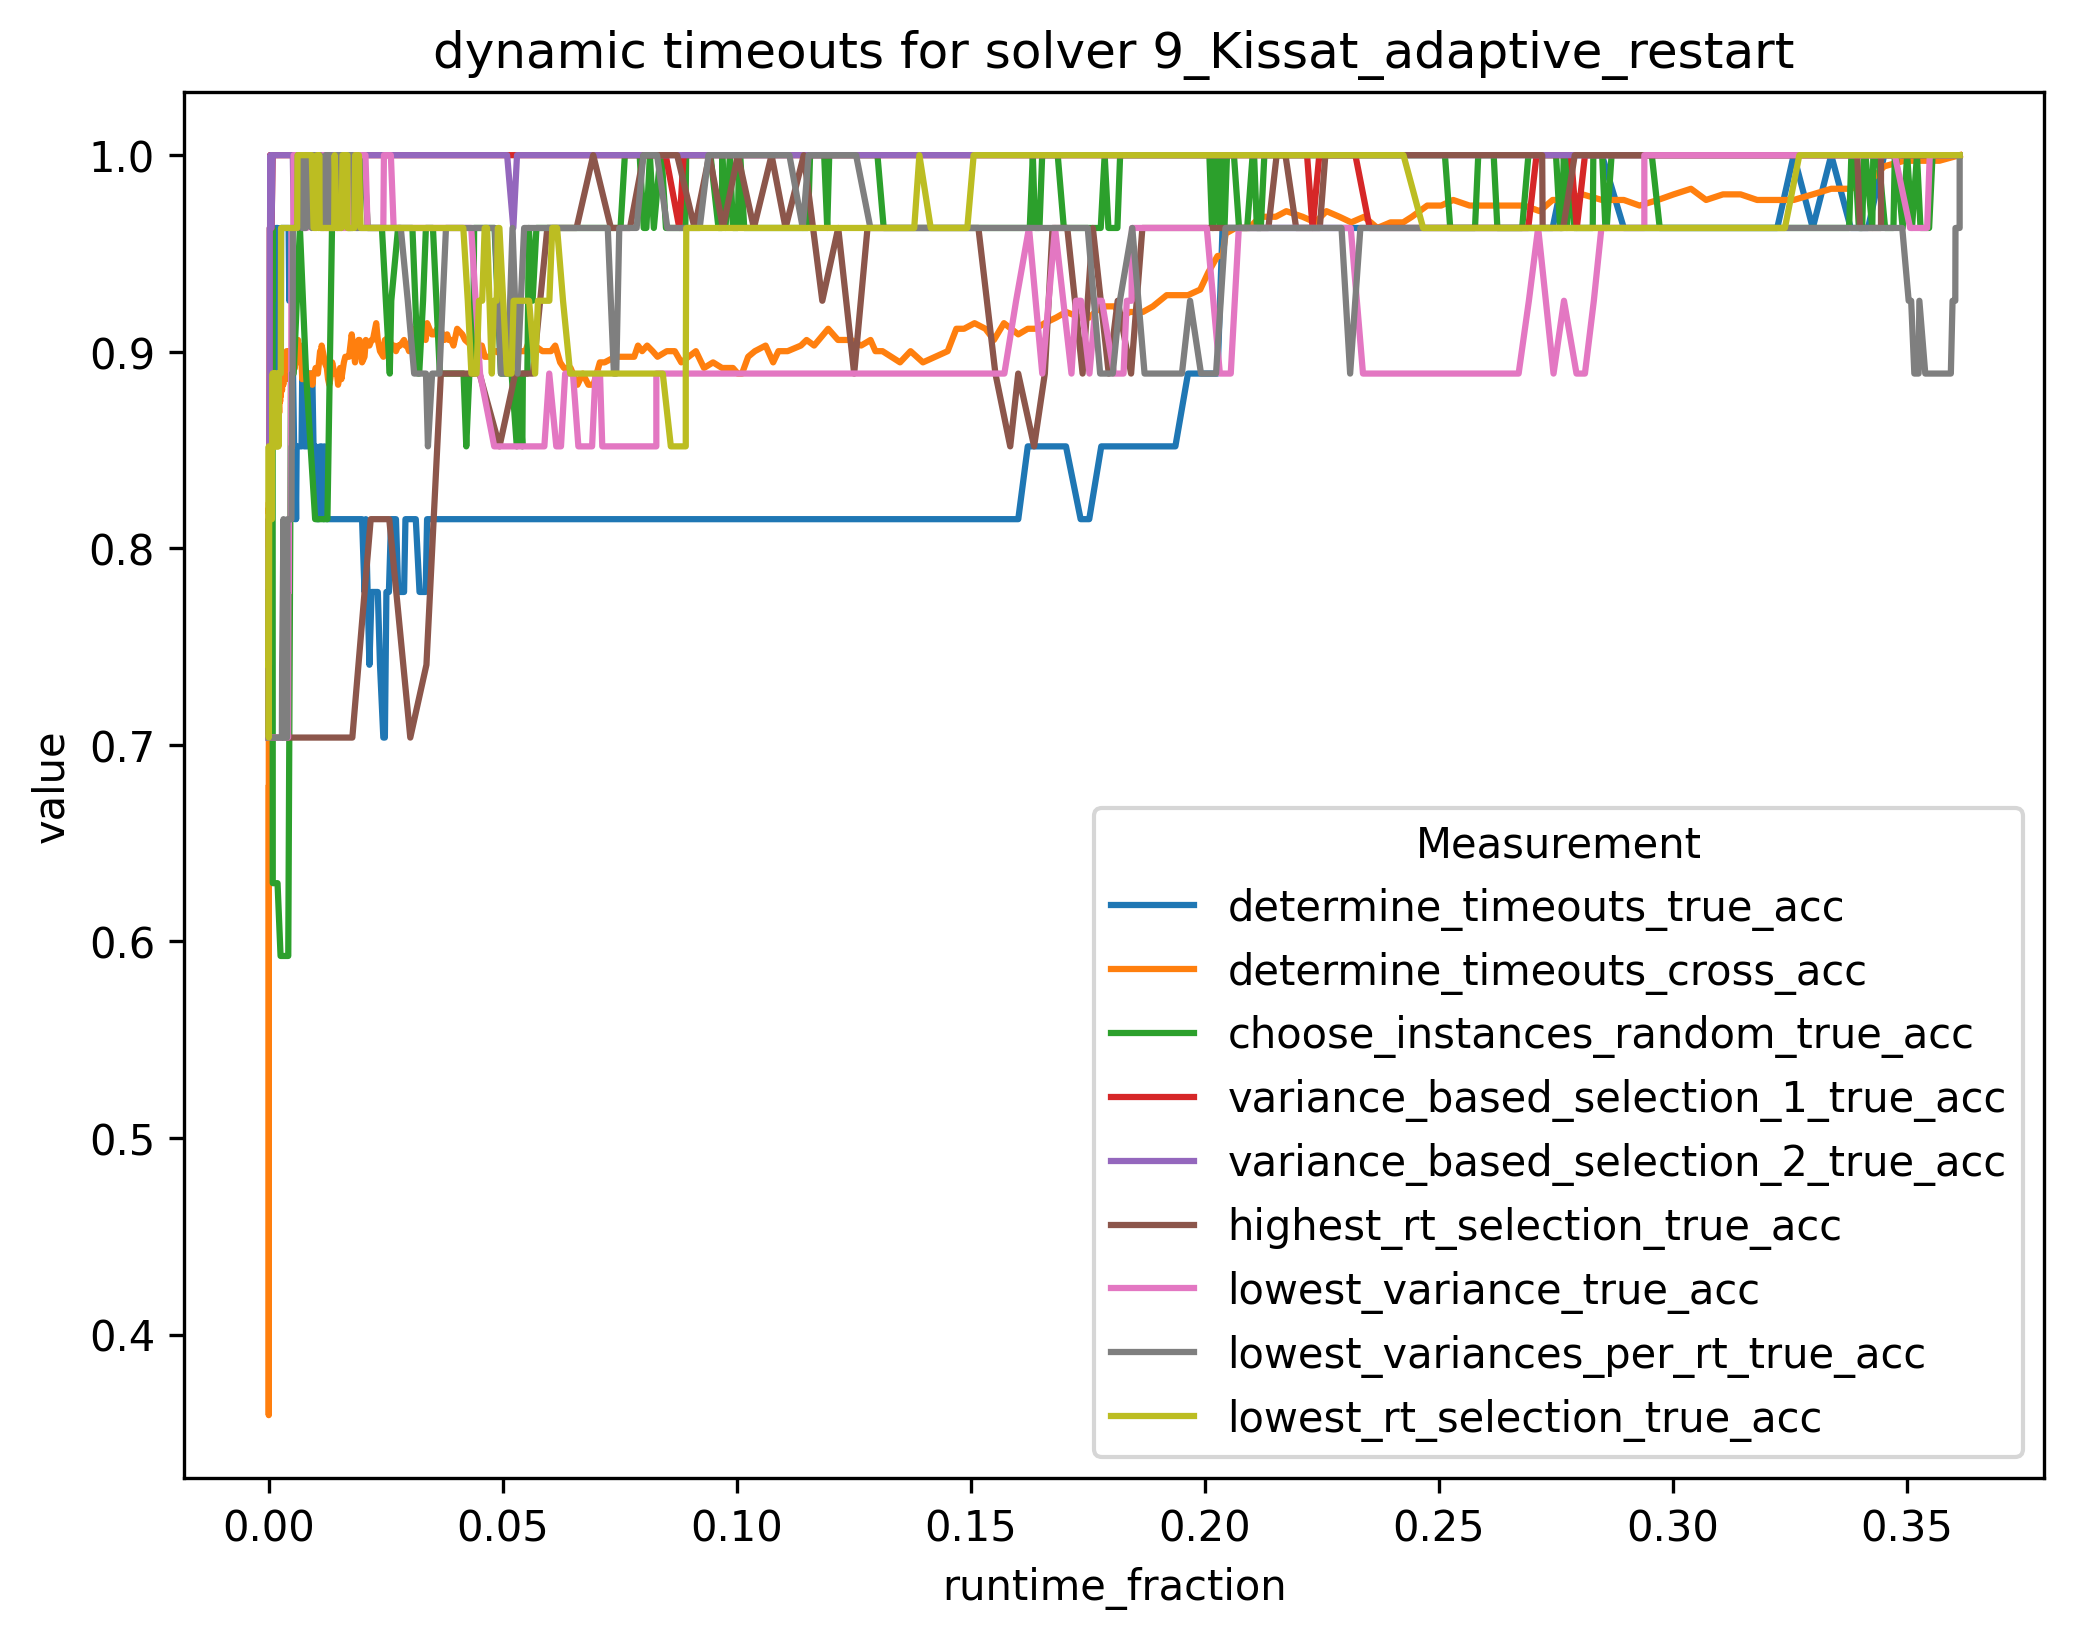 dynamic timeouts for solver 9_Kissat_adaptive_restart
1.0
0.9
0.8
0.7
0.6
0.5
0.4
value
Measurement
determine_timeouts_true_acc
determine_timeouts_cross_acc
choose_instances_random_true_acc
variance_based_selection_1_true_acc
variance_based_selection_2_true_acc
highest_rt_selection_true_acc
lowest_variance_true_acc
lowest_variances_per_rt_true_acc
lowest_rt_selection_true_acc
0.00 0.05 0.10 0.15 0.20 0.25 0.30 0.35
runtime_fraction